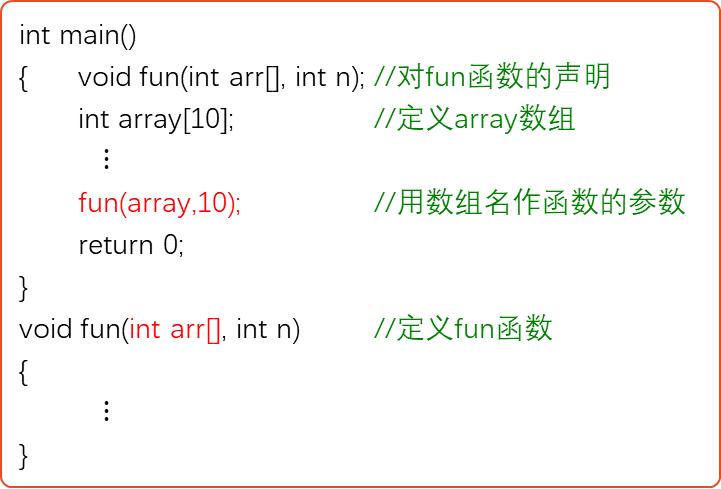 int main()
{ void fun(int arr[], int n); //对fun函数的声明
int array[10]; //定义array数组
⋮
fun(array,10); //用数组名作函数的参数
return 0;
}
void fun(int arr[], int n) //定义fun函数
{
⋮
}